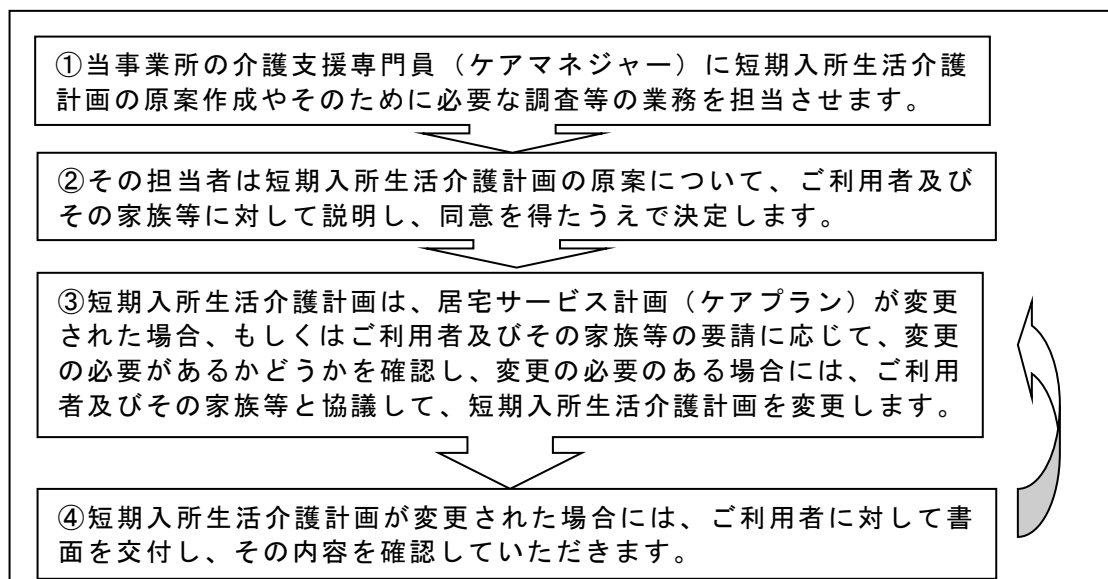 ①当事業所の介護支援専門員（ケアマネジャー）に短期入所生活介護
計画の原案作成やそのために必要な調査等の業務を担当させます。
②その担当者は短期入所生活介護計画の原案について、ご利用者及び
その家族等に対して説明し、同意を得たうえで決定します。
③短期入所生活介護計画は、居宅サービス計画（ケアプラン）が変更
された場合、もしくはご利用者及びその家族等の要請に応じて、変更
の必要があるかどうかを確認し、変更の必要のある場合には、ご利用
者及びその家族等と協議して、短期入所生活介護計画を変更します。
④短期入所生活介護計画が変更された場合には、ご利用者に対して書
面を交付し、その内容を確認していただきます。